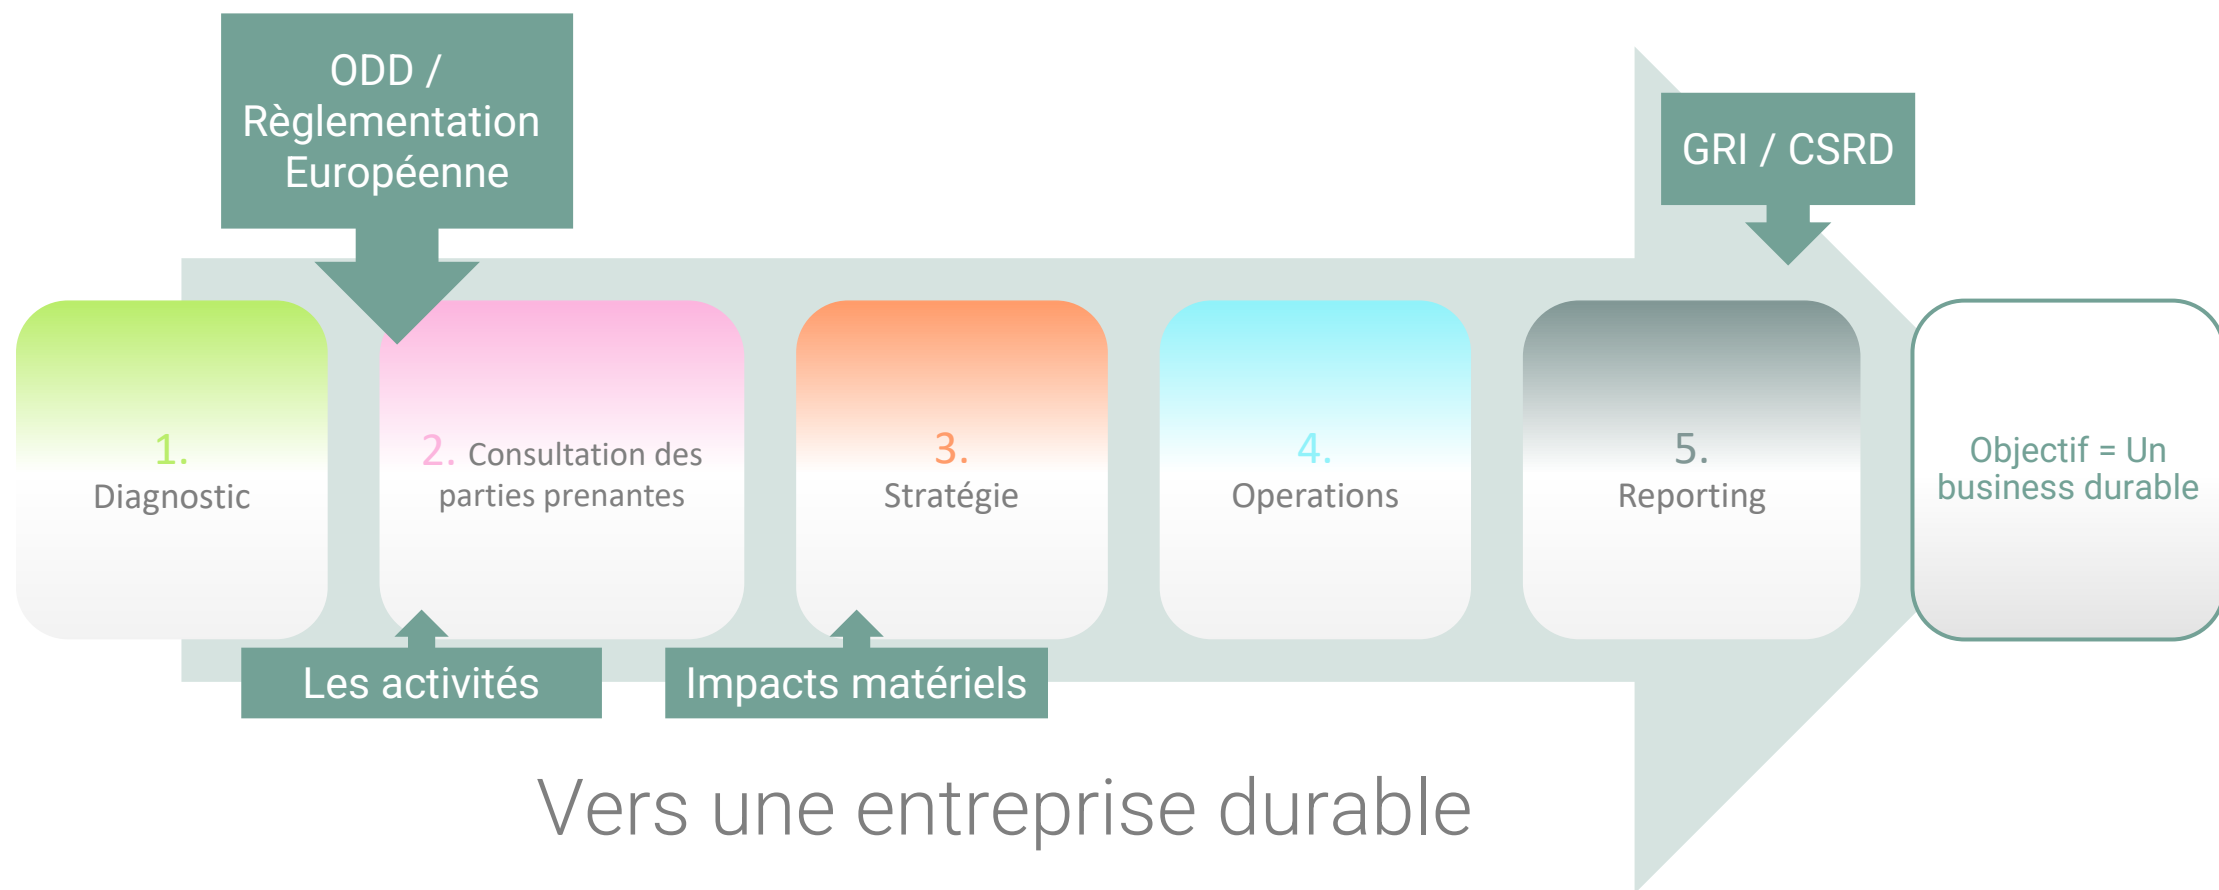 ODD /
Règlementation
Européenne
GRI / CSRD
1.
Diagnostic
2. Consultation des
parties prenantes
3.
Stratégie
4.
Operations
5.
Reporting
Objectif = Un
business durable
Les activités
Impacts matériels
Vers une entreprise durable